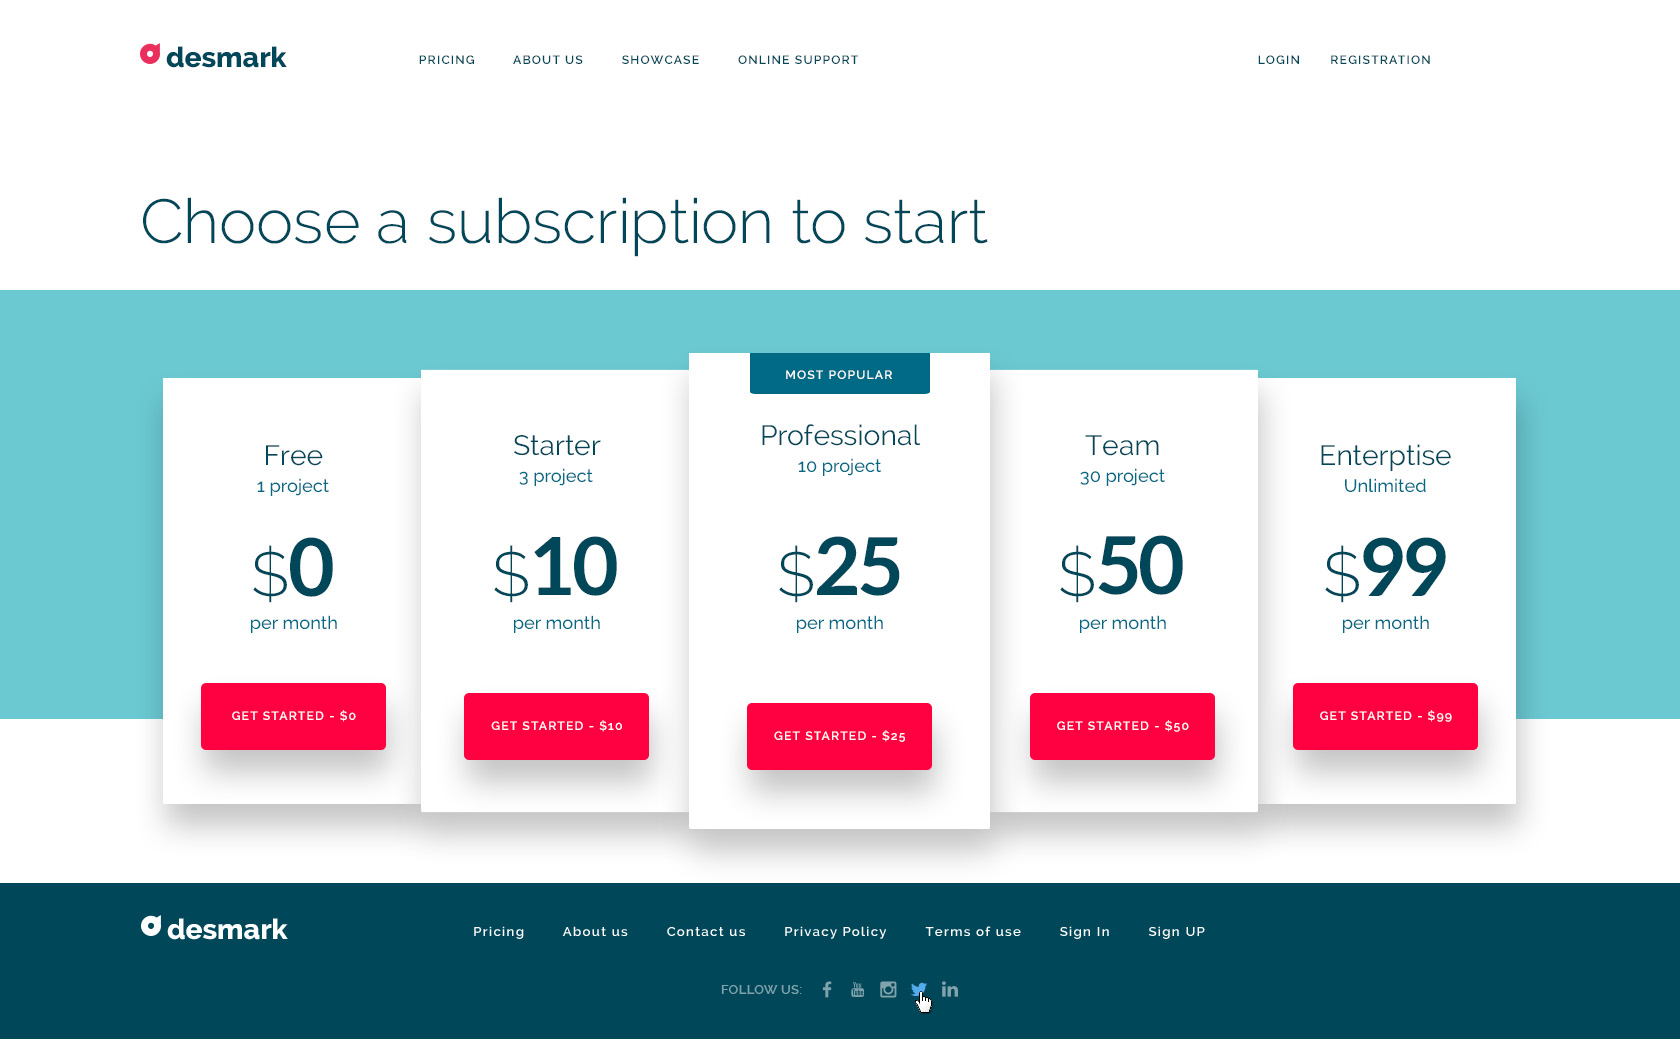 desmark
PRICING ABOUT US SHOWCASE ONLINE SUPPORT LOGIN REGISTRATION
Choose a subscription to start
Free
1 project
$0
per month
GET STARTED - $0
Starter
3 project
$10
per month
GET STARTED - $10
MOST POPULAR
Professional
10 project
$25
per month
GET STARTED - $25
Team
30 project
$50
per month
GET STARTED - $50
Enterptise
Unlimited
$99
per month
GET STARTED - $99
desmark
Pricing About us Contact us Privacy Policy Terms of use Sign In Sign UP
FOLLOW US: